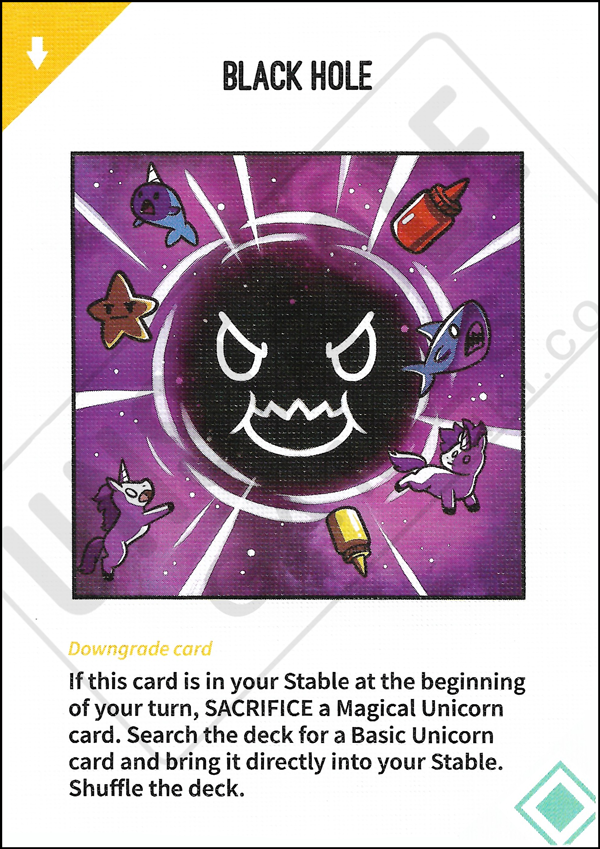 BLACK HOLE
Downgrade card
If this card is in your Stable at the beginning
of your turn, SACRIFICE a Magical Unicorn
card. Search the deck for a Basic Unicorn
card and bring it directly into your Stable.
Shuffle the deck.